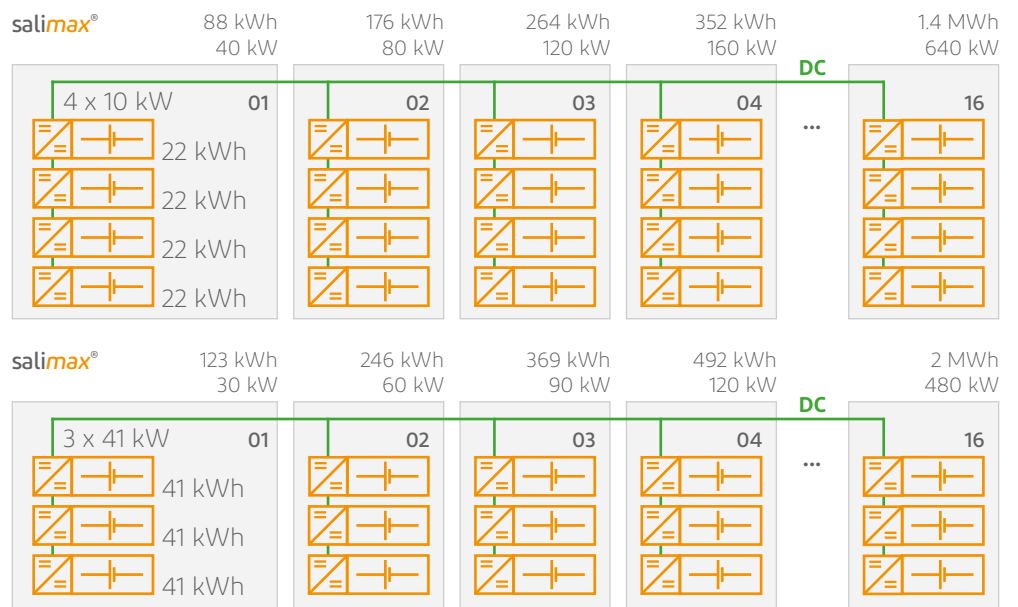 salimax® 88 kWh 176 kWh 264 kWh 352 kWh 1.4 MWh
40 kW 80 kW 120 kW 160 kW 640 kW
DC
4 x 10 kW 01 02 03 04 16
...
22 kWh
22 kWh
22 kWh
22 kWh
salimax® 123 kWh 246 kWh 369 kWh 492 kWh 2 MWh
30 kW 60 kW 90 kW 120 kW 480 kW
DC
3 x 41 kW 01 02 03 04 16
...
41 kWh
41 kWh
41 kWh